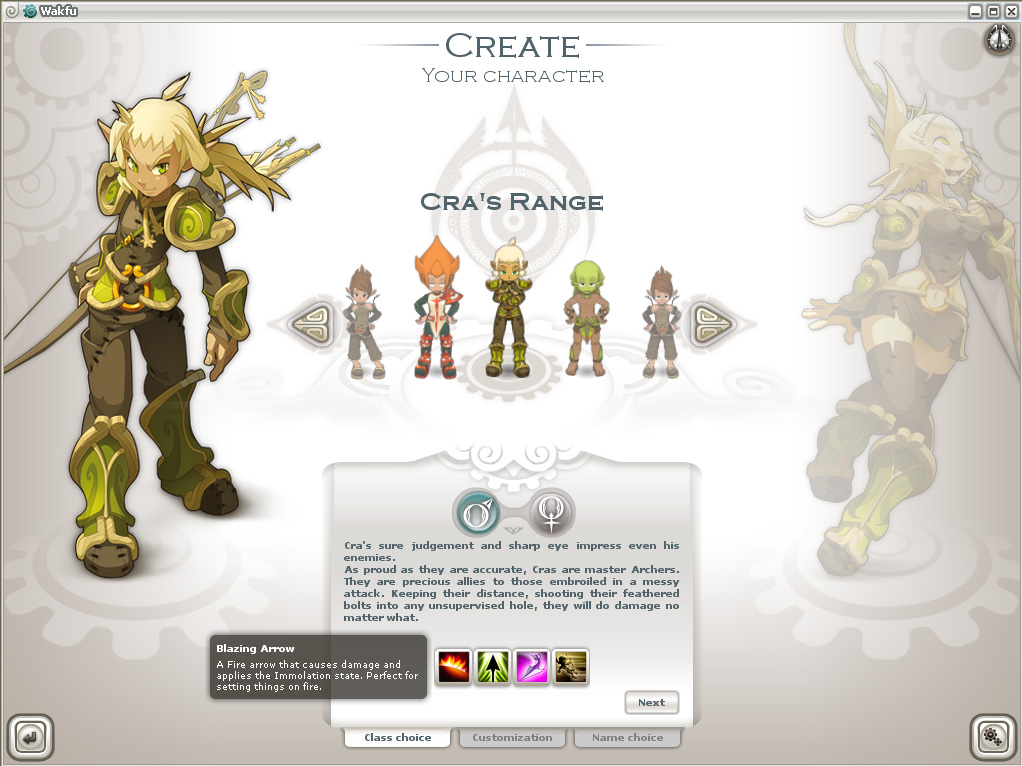 Wakfu
CREATE
YOUR CHARACTER
CRA'S RANGE
Cra's sure judgement and sharp eye impress even his
enemies.
As proud as they are accurate, Cras are master Archers.
They are precious allies to those embroiled in a messy
attack. Keeping their distance, shooting their feathered
bolts into any unsupervised hole, they will do damage no
matter what.
Blazing Arrow
A Fire arrow that causes damage and
applies the Immolation state. Perfect for
setting things on fire.
Next
Class choice
Customization
Name choice